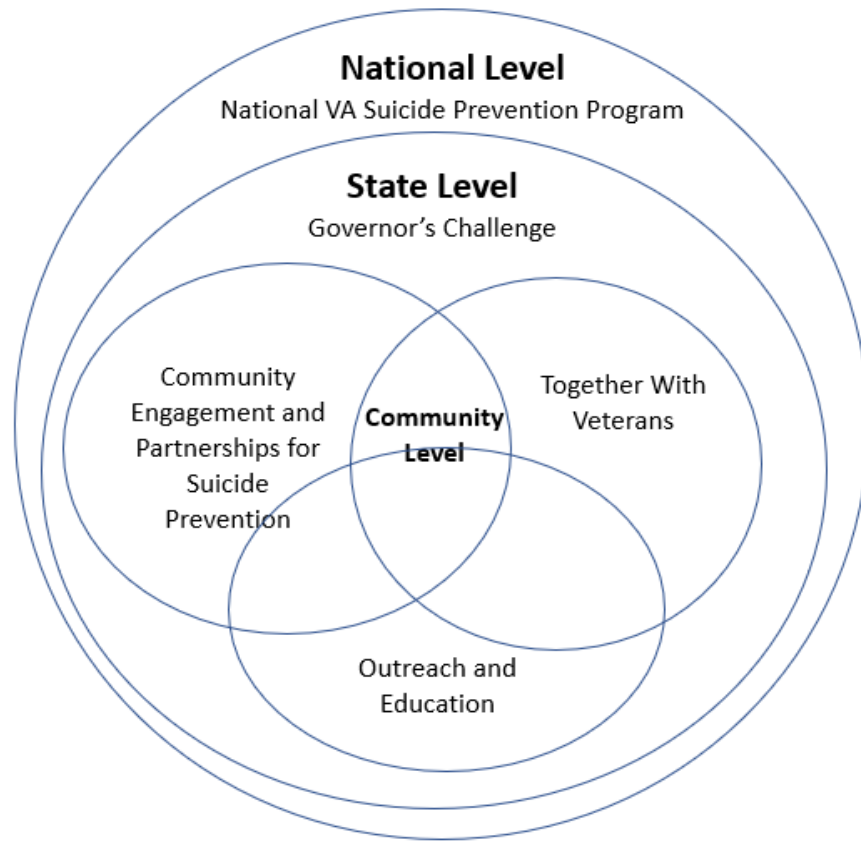 National Level
National VA Suicide Prevention Program
State Level
Governor’s Challenge
Community
Engagement and
Partnerships for
Suicide
Prevention
Community
Level
Together With
Veterans
Outreach and
Education